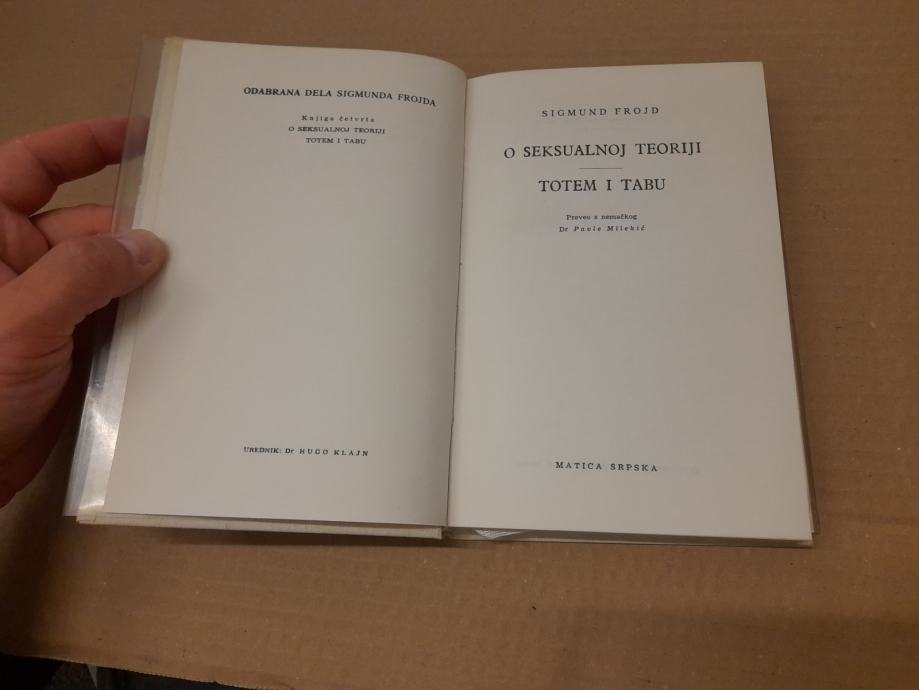 ODABRANA DELA SIGMUNDA FROJDA
Knjiga četvrta
O SEKSUALNOJ TEORIJI
TOTEM I TABU
UREDNIK: Dr HUGO KLAJN
SIGMUND FROJD
O SEKSUALNOJ TEORIJI
TOTEM I TABU
Preveo s nemačkog
Dr Pavle Milekić
MATICA SRPSKA